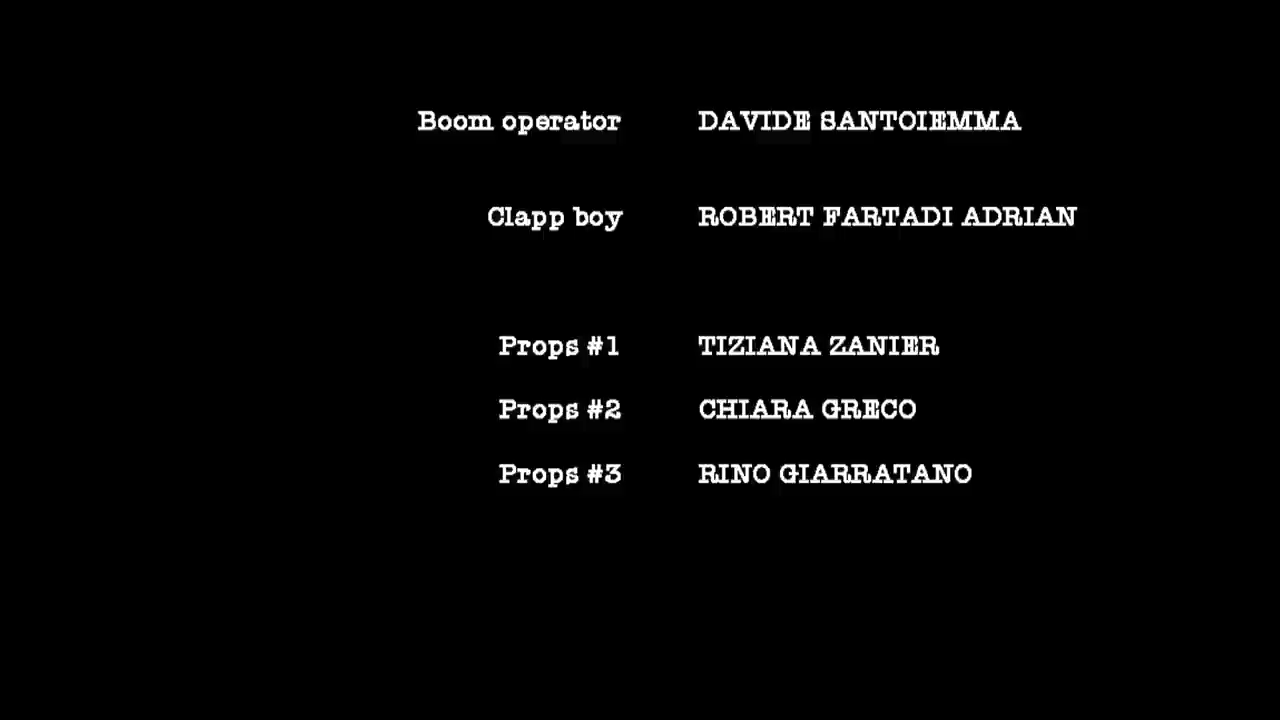 Boom operator DAVIDE SANTOIEMMA
Clapp boy ROBERT FARTADI ADRIAN
Props #1 TIZIANA ZANIER
Props #2 CHIARA GRECO
Props #3 RINO GIARRATANO